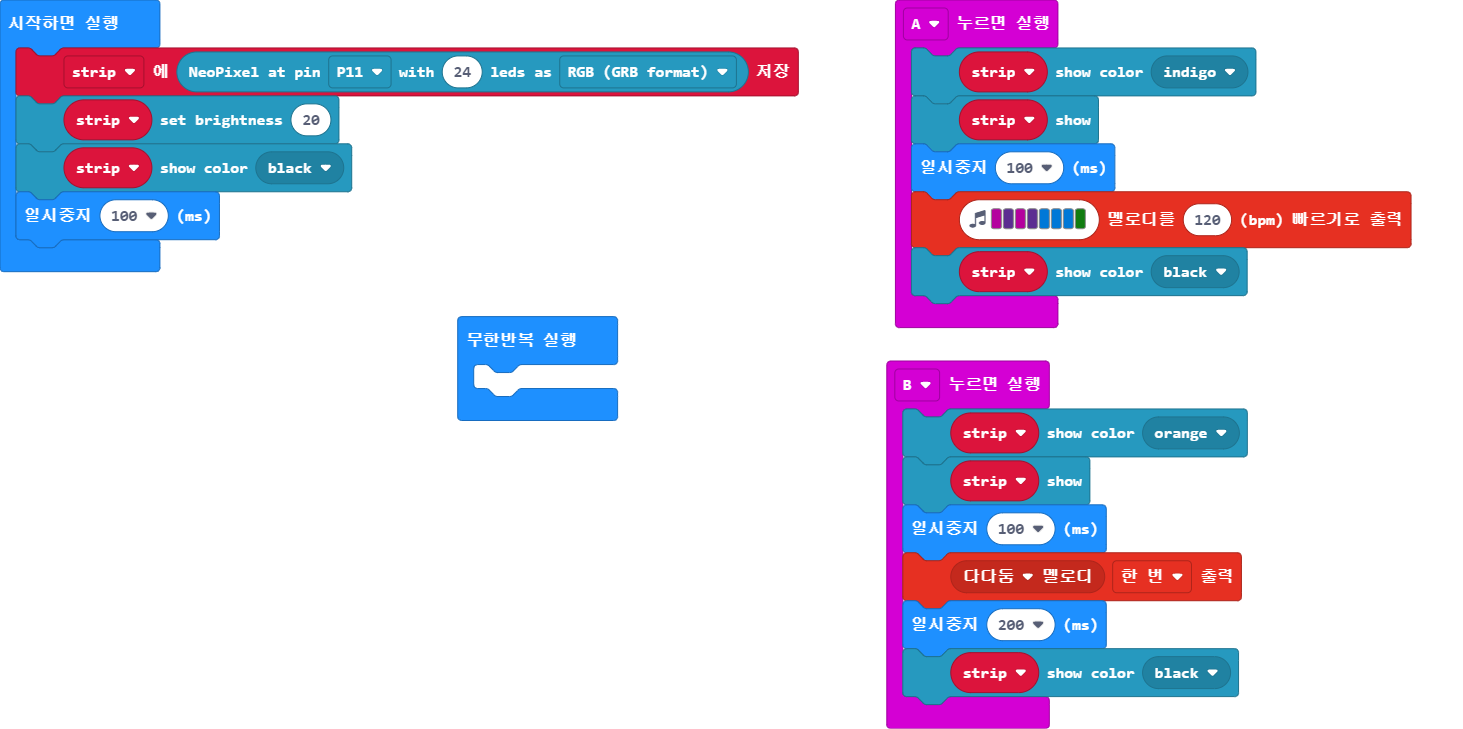 시작하면 실행
strip 에 NeoPixel at pin P11 with 24 leds as RGB (GRB format) 저장
strip set brightness 20
strip show color black
일시중지 100 (ms)
무한반복 실행
A 누르면 실행
strip show color indigo
strip show
일시중지 100 (ms)
멜로디를 120 (bpm) 빠르기로 출력
strip show color black
B 누르면 실행
strip show color orange
strip show
일시중지 100 (ms)
다다둠 멜로디 한 번 출력
일시중지 200 (ms)
strip show color black